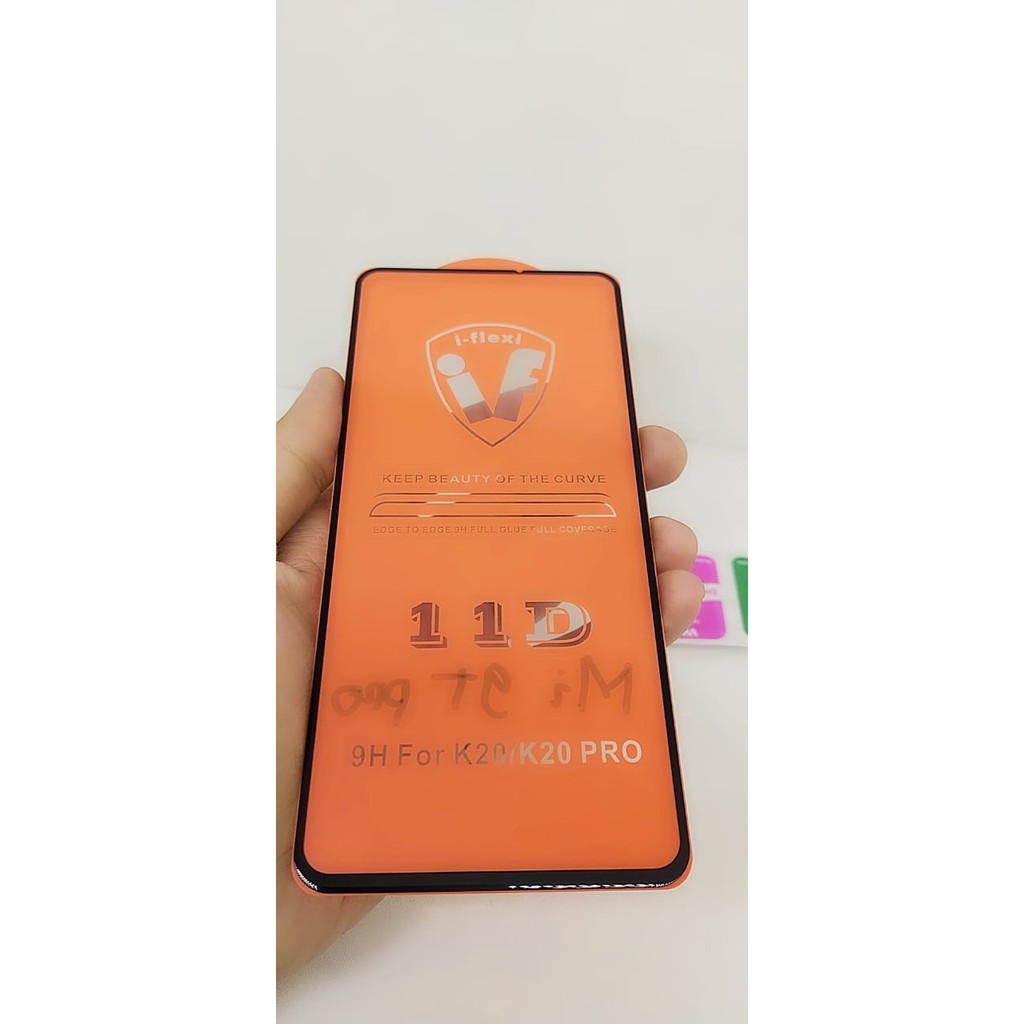 i-flexi
iVF
KEEP BEAUTY OF THE CURVE
EDGE TO EDGE 9H FULL GLUE FULL COVERAGE
11D
Mi 9T pro
9H For K20/K20 PRO